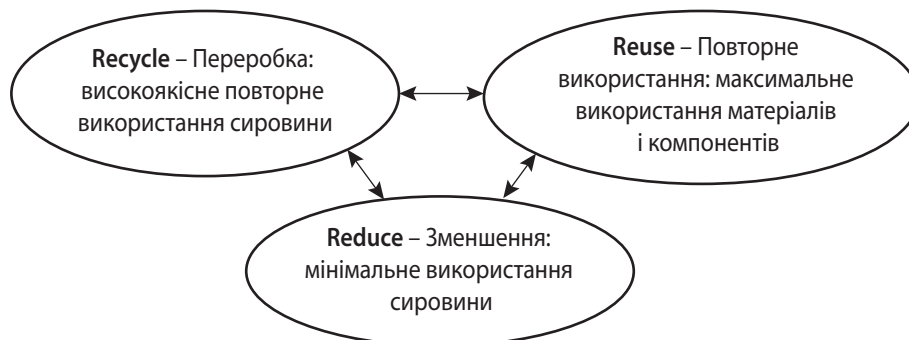 Recycle – Переробка:
високоякісне повторне
використання сировини
Reuse – Повторне
використання: максимальне
використання матеріалів
і компонентів
Reduce – Зменшення:
мінімальне використання
сировини